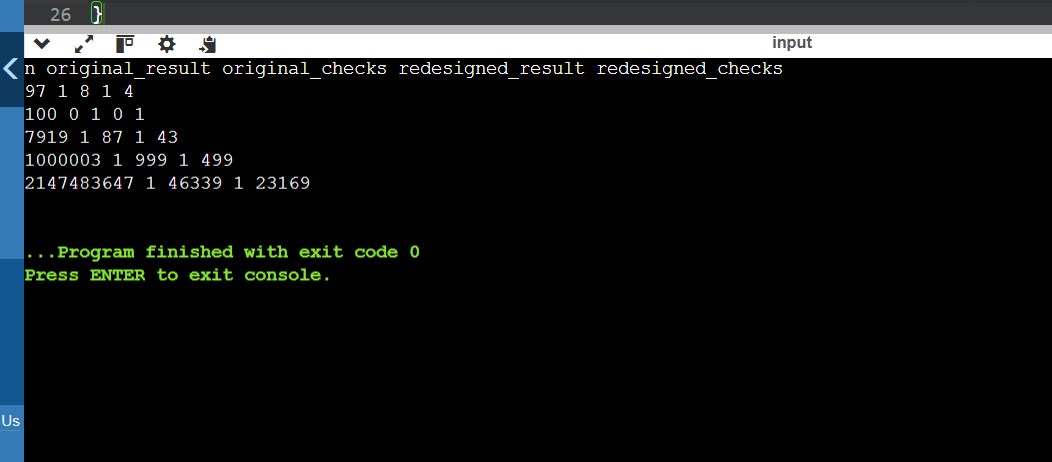 26 }
input
n original_result original_checks redesigned_result redesigned_checks
97 1 8 1 4
100 0 1 0 1
7919 1 87 1 43
1000003 1 999 1 499
2147483647 1 46339 1 23169
...Program finished with exit code 0
Press ENTER to exit console.
Us